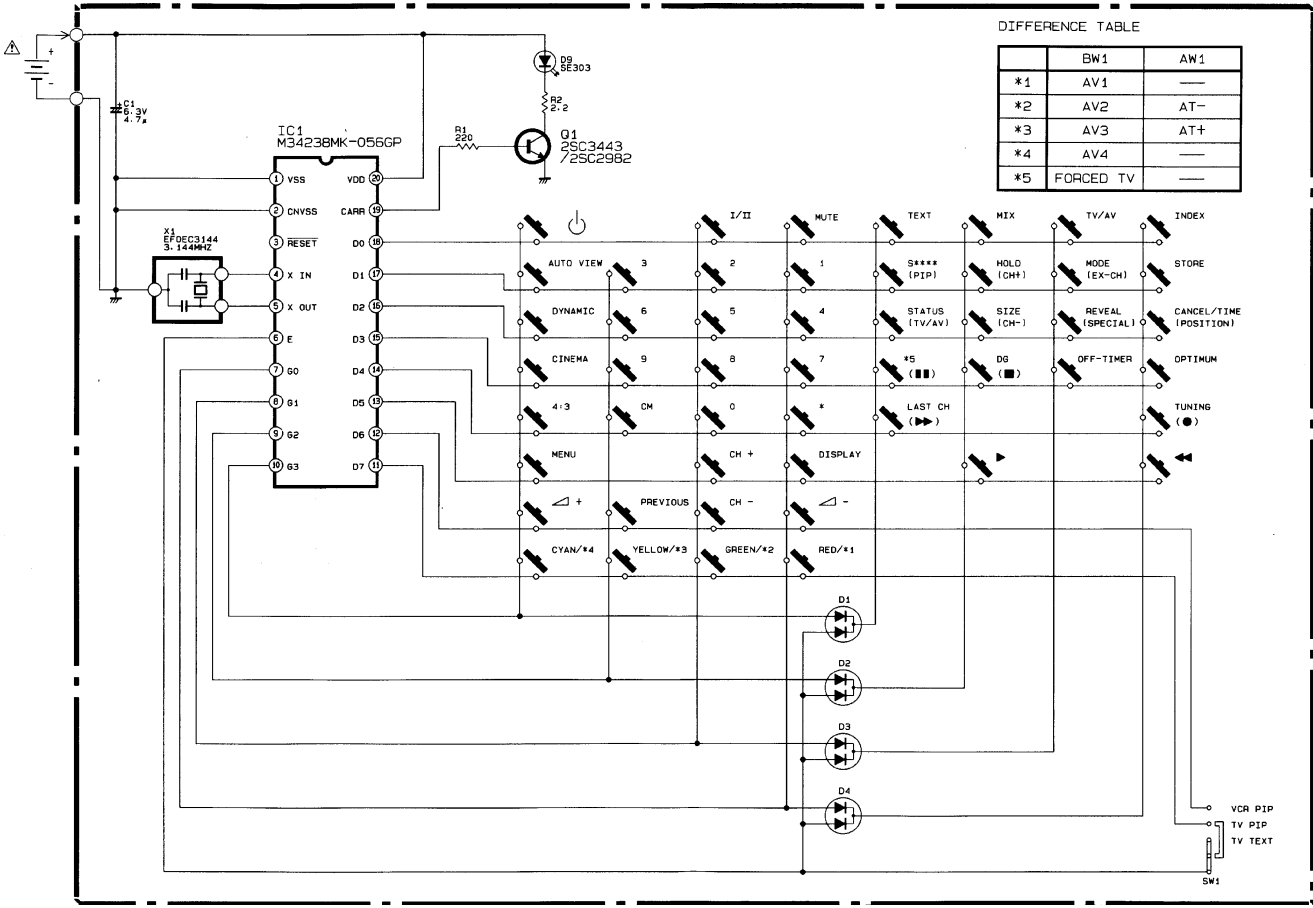 DIFFERENCE TABLE
BW1 AW1
*1 AV1 —
*2 AV2 AT-
*3 AV3 AT+
*4 AV4 —
*5 FORCED TV —
+
-
C1
6.3V
4.7µ
D9
SE303
R2
2.2
R1
220
Q1
2SC3443
/2SC2982
IC1
M34238MK-056GP
1 VSS VDD 20
2 CNVSS CARR 19
3 RESET D0 18
4 X IN D1 17
5 X OUT D2 16
6 E D3 15
7 G0 D4 14
8 G1 D5 13
9 G2 D6 12
10 G3 D7 11
X1
EFOEC3144
3.144MHZ
I/II MUTE TEXT MIX TV/AV INDEX
AUTO VIEW 3 2 1 S**** (PIP) HOLD (CH+) MODE (EX-CH) STORE
DYNAMIC 6 5 4 STATUS (TV/AV) SIZE (CH-) REVEAL (SPECIAL) CANCEL/TIME (POSITION)
CINEMA 9 8 7 *5 (▮▮) DG (■) OFF-TIMER OPTIMUM
4:3 CM 0 * LAST CH (▶▶) TUNING (●)
MENU CH + DISPLAY ▶ ◀◀
+ PREVIOUS CH - -
CYAN/*4 YELLOW/*3 GREEN/*2 RED/*1
D1
D2
D3
D4
VCR PIP
TV PIP
TV TEXT
SW1